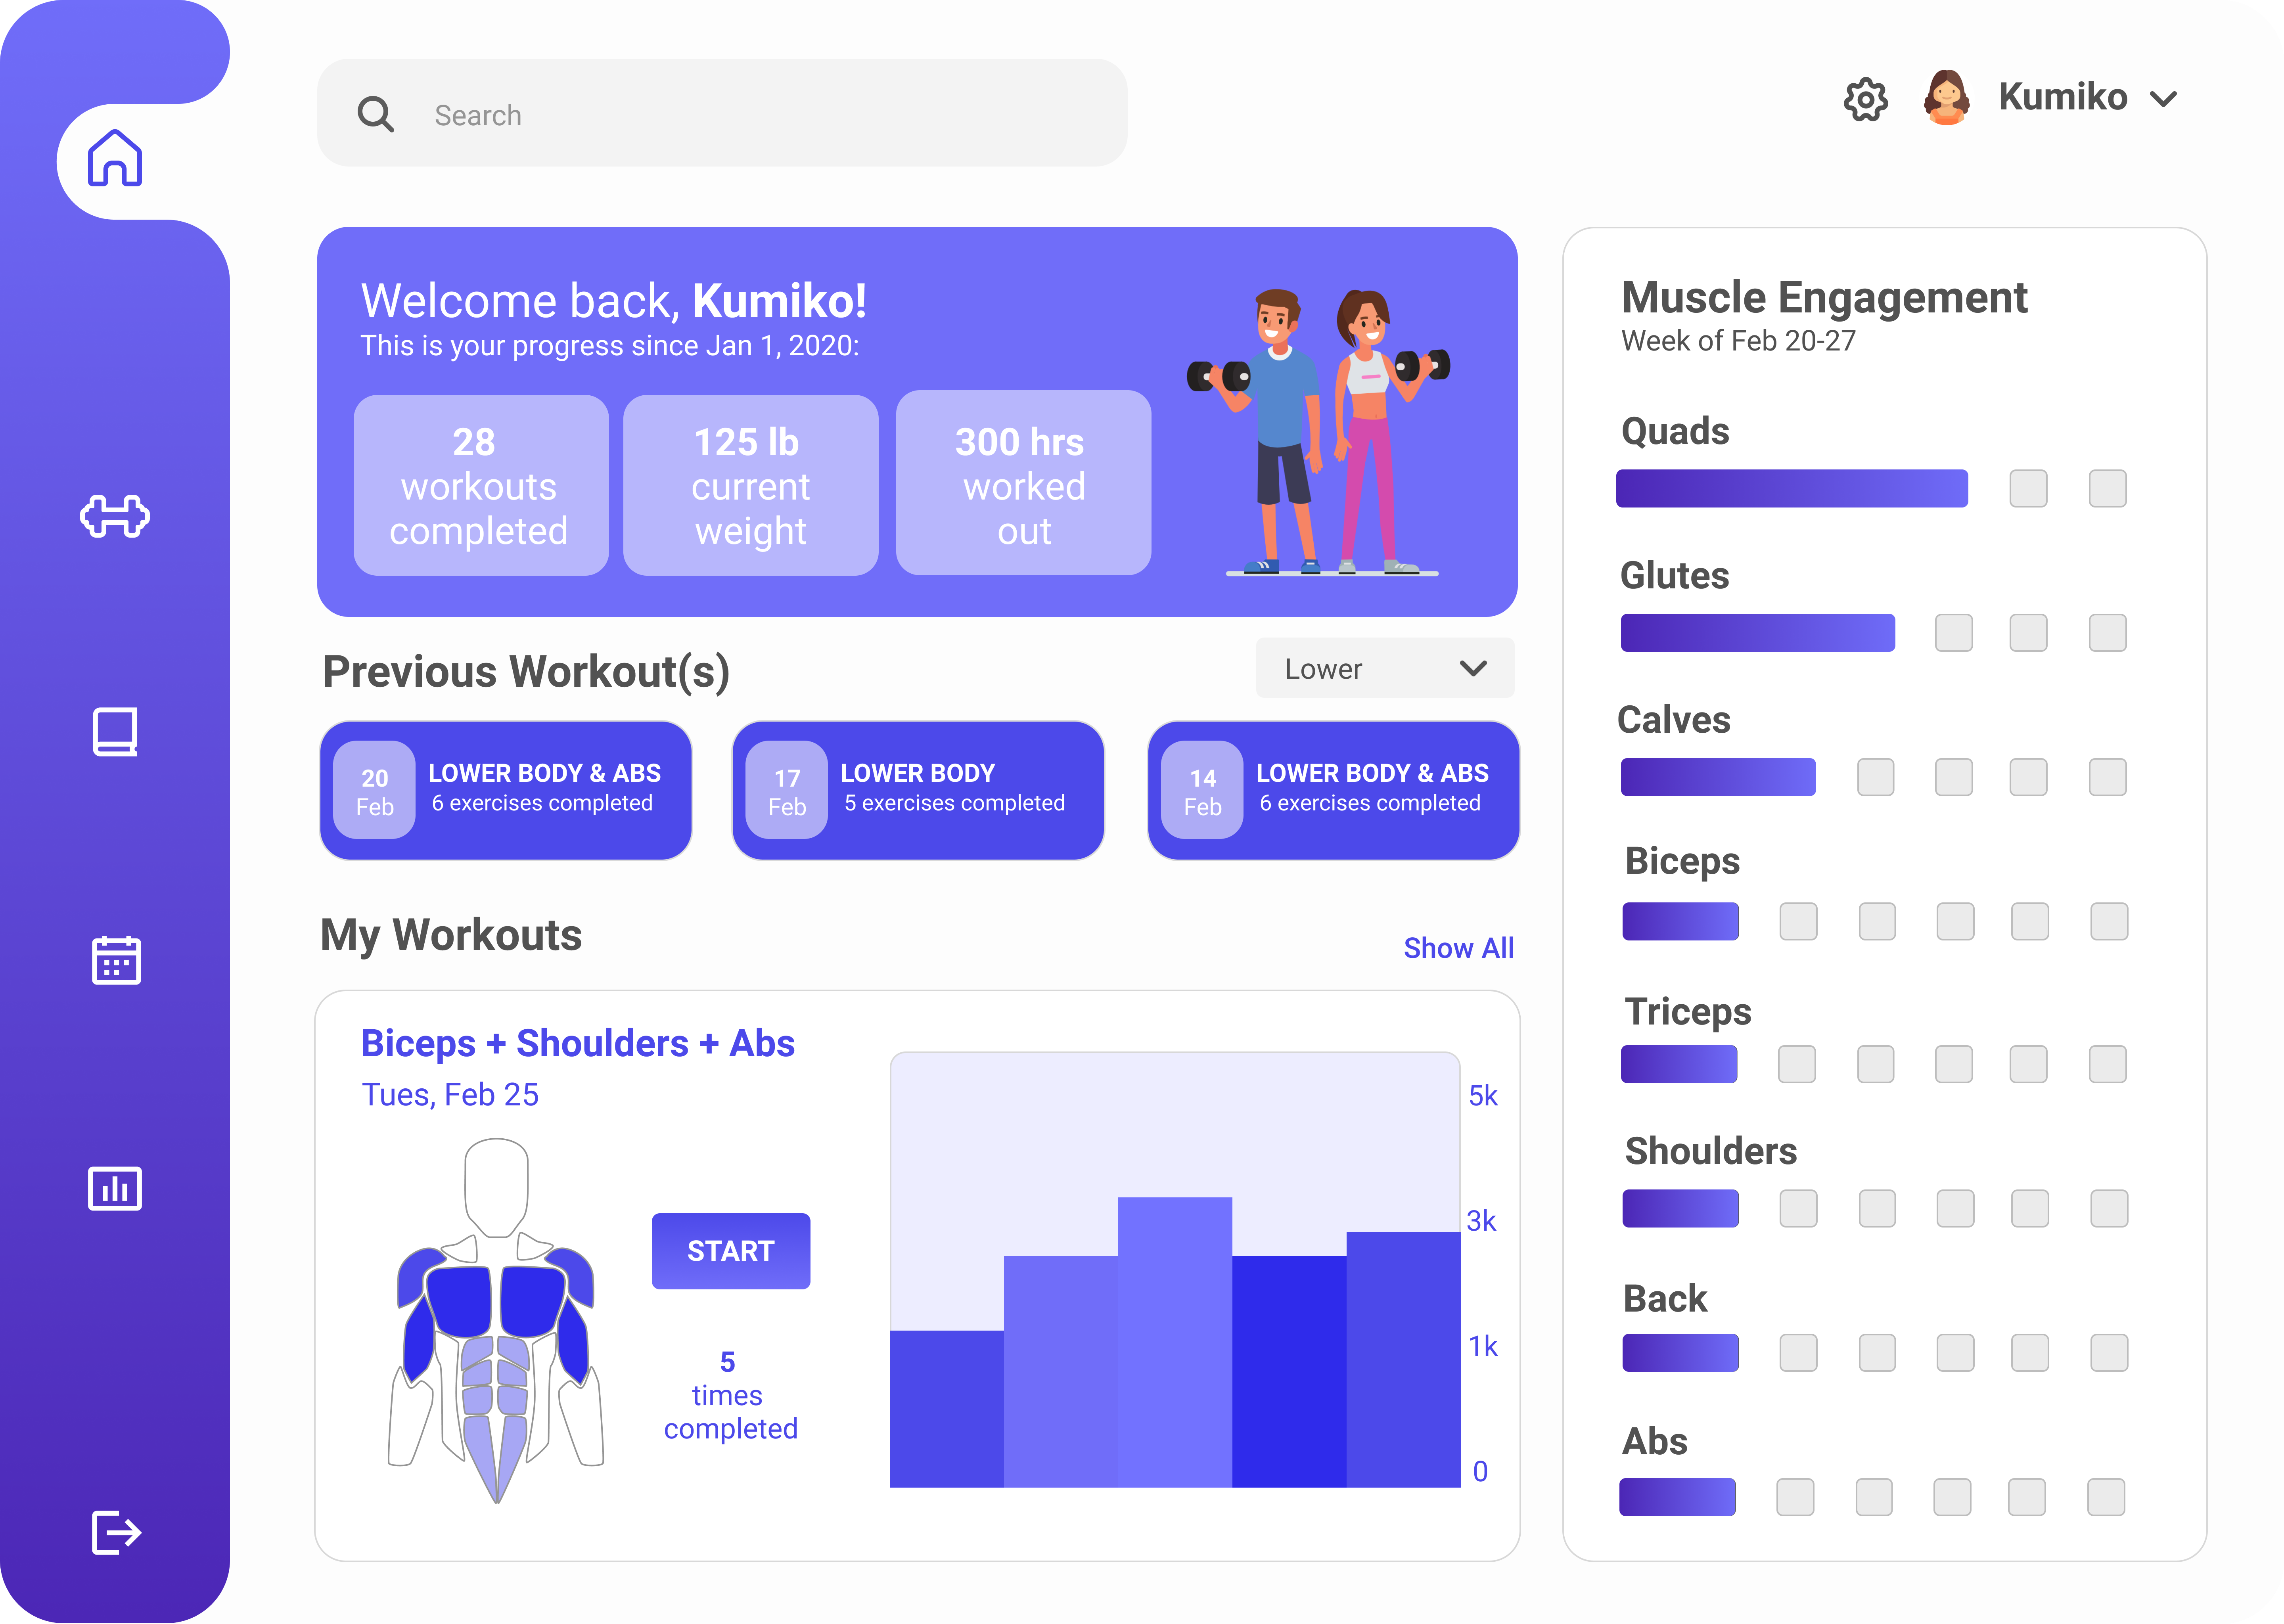 Search
Kumiko
Welcome back, Kumiko!
This is your progress since Jan 1, 2020:
28
workouts
completed
125 lb
current
weight
300 hrs
worked
out
Previous Workout(s)
Lower
20
Feb
LOWER BODY & ABS
6 exercises completed
17
Feb
LOWER BODY
5 exercises completed
14
Feb
LOWER BODY & ABS
6 exercises completed
My Workouts
Show All
Biceps + Shoulders + Abs
Tues, Feb 25
START
5
times
completed
5k
3k
1k
0
Muscle Engagement
Week of Feb 20-27
Quads
Glutes
Calves
Biceps
Triceps
Shoulders
Back
Abs